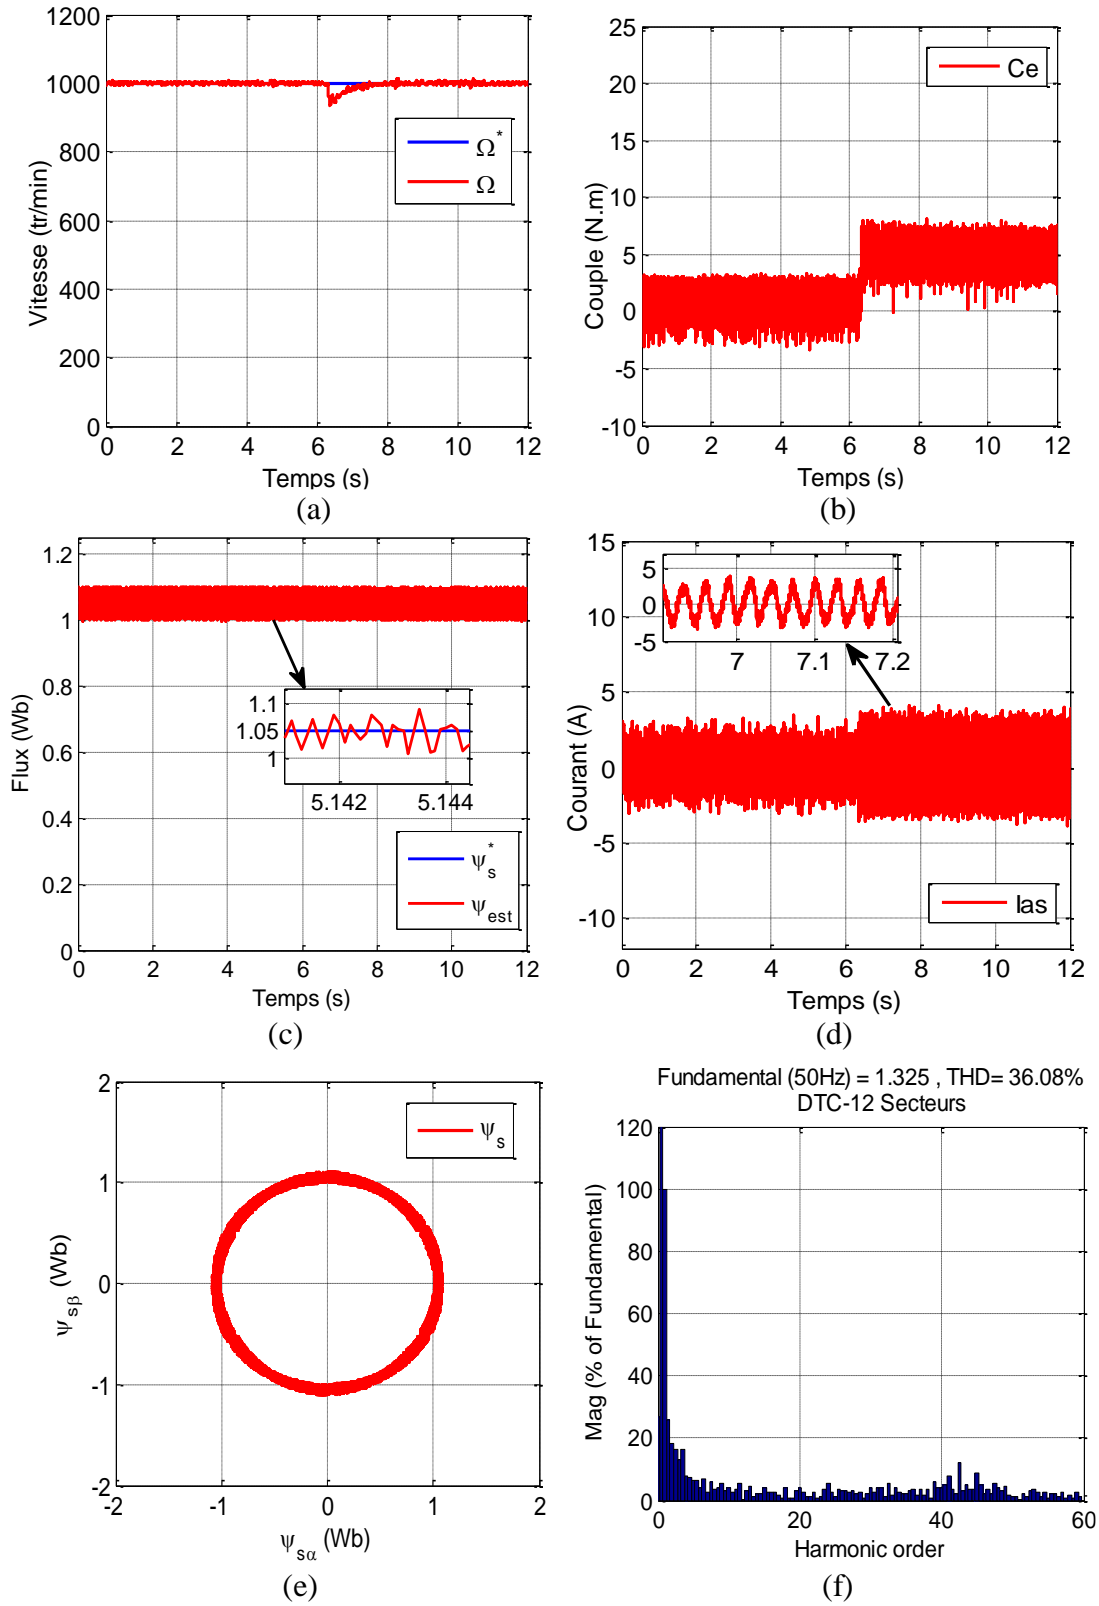 1200
1000
800
600
400
200
0
0 2 4 6 8 10 12
Vitesse (tr/min)
Temps (s)
Ω*
Ω
(a)
25
20
15
10
5
0
-5
-10
0 2 4 6 8 10 12
Couple (N.m)
Temps (s)
Ce
(b)
1.2
1
0.8
0.6
0.4
0.2
0
0 2 4 6 8 10 12
Flux (Wb)
Temps (s)
1.1
1.05
1
5.142 5.144
ψs*
ψest
(c)
15
10
5
0
-5
-10
0 2 4 6 8 10 12
Courant (A)
Temps (s)
5
0
-5
7 7.1 7.2
Ias
(d)
2
1
0
-1
-2
-2 -1 0 1 2
ψsβ (Wb)
ψsα (Wb)
ψs
(e)
Fundamental (50Hz) = 1.325 , THD= 36.08%
DTC-12 Secteurs
120
100
80
60
40
20
0
0 20 40 60
Mag (% of Fundamental)
Harmonic order
(f)